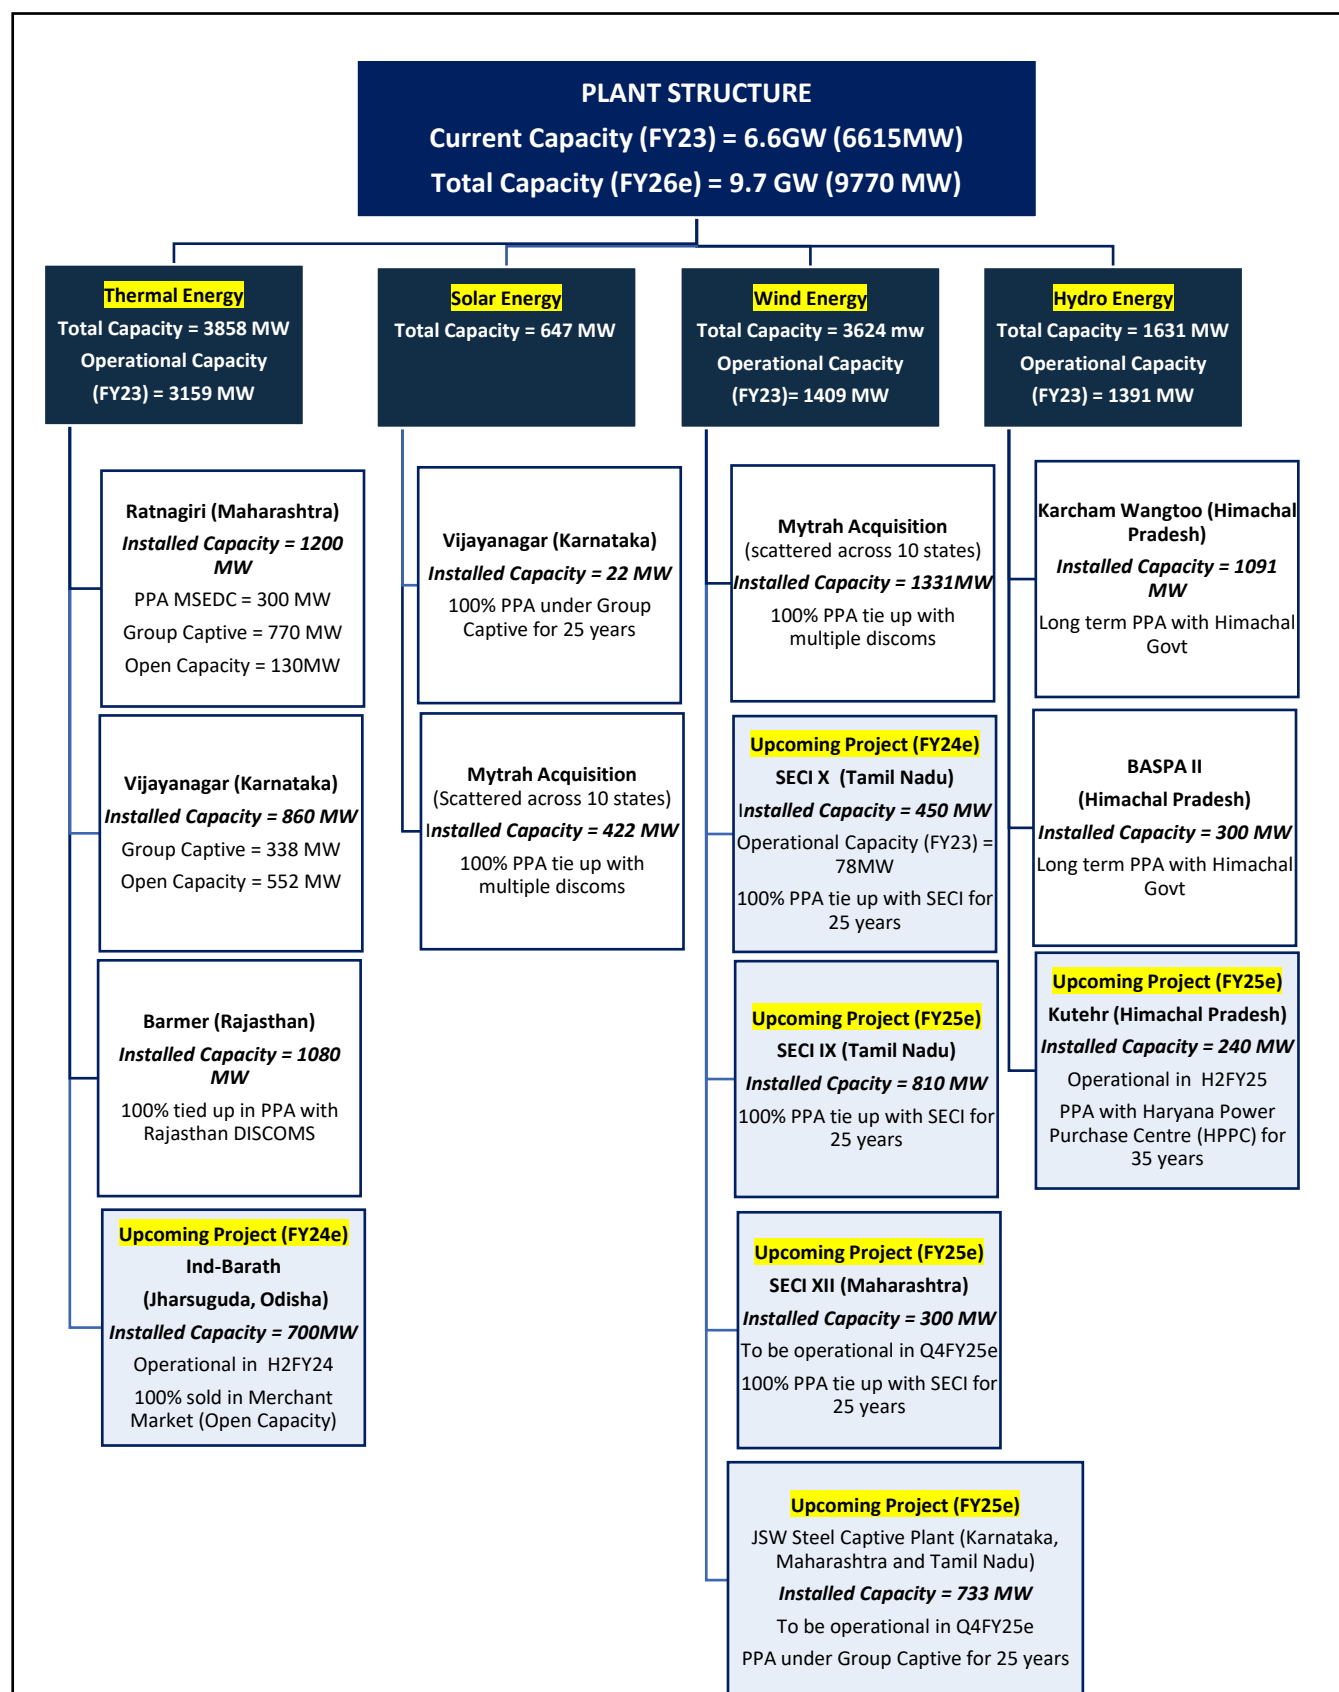 PLANT STRUCTURE
Current Capacity (FY23) = 6.6GW (6615MW)
Total Capacity (FY26e) = 9.7 GW (9770 MW)
Thermal Energy
Total Capacity = 3858 MW
Operational Capacity
(FY23) = 3159 MW
Ratnagiri (Maharashtra)
Installed Capacity = 1200
MW
PPA MSEDC = 300 MW
Group Captive = 770 MW
Open Capacity = 130MW
Vijayanagar (Karnataka)
Installed Capacity = 860 MW
Group Captive = 338 MW
Open Capacity = 552 MW
Barmer (Rajasthan)
Installed Capacity = 1080
MW
100% tied up in PPA with
Rajasthan DISCOMS
Upcoming Project (FY24e)
Ind-Barath
(Jharsuguda, Odisha)
Installed Capacity = 700MW
Operational in  H2FY24
100% sold in Merchant
Market (Open Capacity)
Solar Energy
Total Capacity = 647 MW
Vijayanagar (Karnataka)
Installed Capacity = 22 MW
100% PPA under Group
Captive for 25 years
Mytrah Acquisition
(Scattered across 10 states)
Installed Capacity = 422 MW
100% PPA tie up with
multiple discoms
Wind Energy
Total Capacity = 3624 mw
Operational Capacity
(FY23)= 1409 MW
Mytrah Acquisition
(scattered across 10 states)
Installed Capacity = 1331MW
100% PPA tie up with
multiple discoms
Upcoming Project (FY24e)
SECI X  (Tamil Nadu)
Installed Capacity = 450 MW
Operational Capacity (FY23) =
78MW
100% PPA tie up with SECI for
25 years
Upcoming Project (FY25e)
SECI IX (Tamil Nadu)
Installed Cpacity = 810 MW
100% PPA tie up with SECI for
25 years
Upcoming Project (FY25e)
SECI XII (Maharashtra)
Installed Capacity = 300 MW
To be operational in Q4FY25e
100% PPA tie up with SECI for
25 years
Upcoming Project (FY25e)
JSW Steel Captive Plant (Karnataka,
Maharashtra and Tamil Nadu)
Installed Capacity = 733 MW
To be operational in Q4FY25e
PPA under Group Captive for 25 years
Hydro Energy
Total Capacity = 1631 MW
Operational Capacity
(FY23) = 1391 MW
Karcham Wangtoo (Himachal
Pradesh)
Installed Capacity = 1091
MW
Long term PPA with Himachal
Govt
BASPA II
(Himachal Pradesh)
Installed Capacity = 300 MW
Long term PPA with Himachal
Govt
Upcoming Project (FY25e)
Kutehr (Himachal Pradesh)
Installed Capacity = 240 MW
Operational in  H2FY25
PPA with Haryana Power
Purchase Centre (HPPC) for
35 years